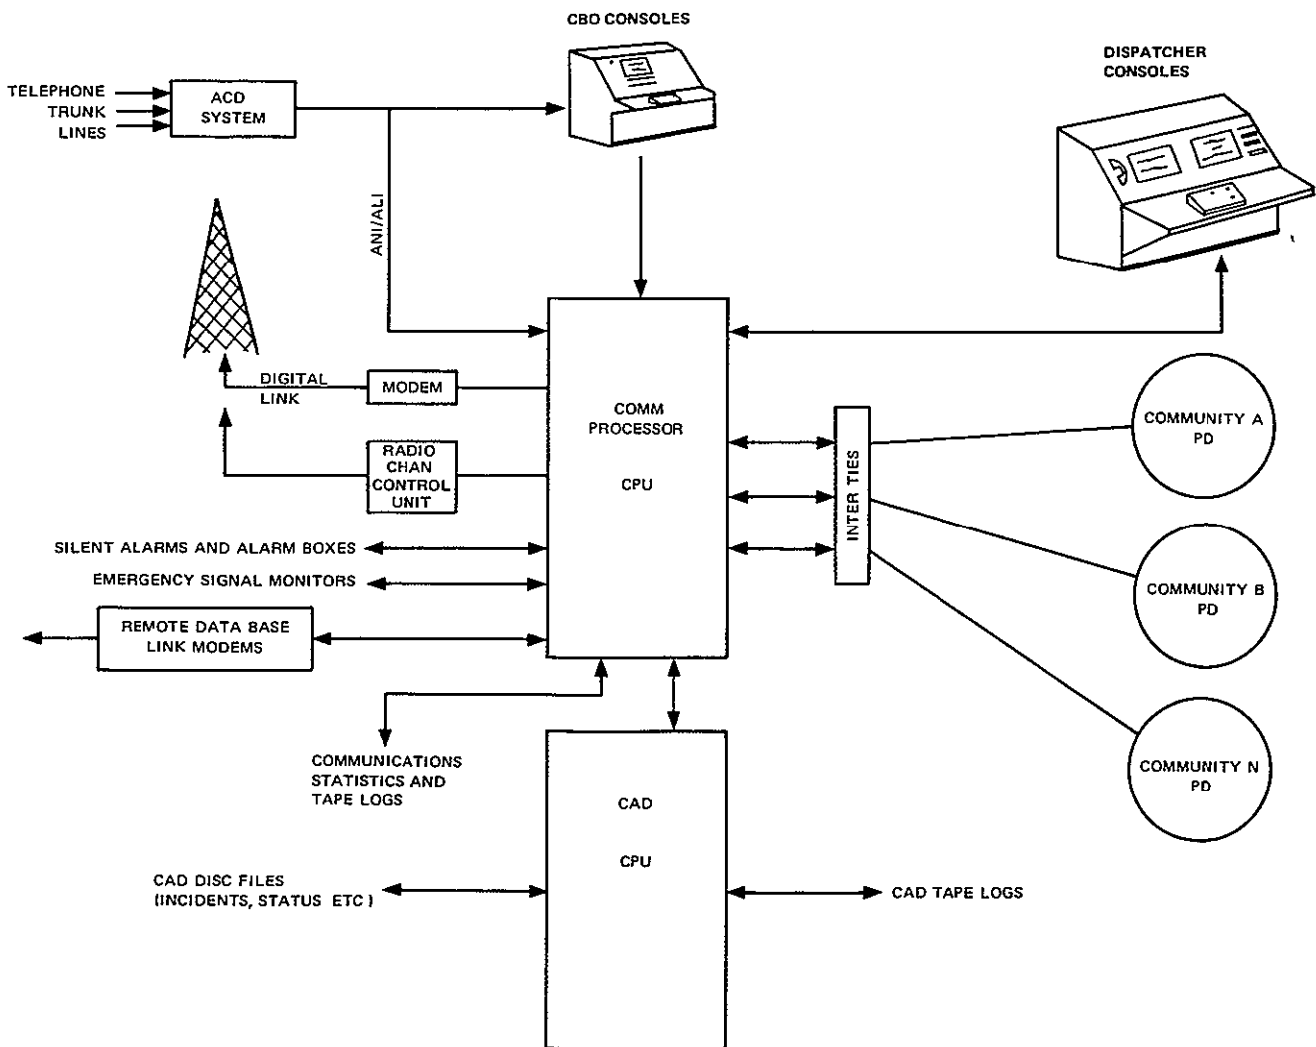 CBO CONSOLES
DISPATCHER
CONSOLES
TELEPHONE
TRUNK
LINES
ACD
SYSTEM
ANI/ALI
DIGITAL
LINK
MODEM
RADIO
CHAN
CONTROL
UNIT
COMM
PROCESSOR
CPU
INTER TIES
COMMUNITY A
PD
COMMUNITY B
PD
COMMUNITY N
PD
SILENT ALARMS AND ALARM BOXES
EMERGENCY SIGNAL MONITORS
REMOTE DATA BASE
LINK MODEMS
COMMUNICATIONS
STATISTICS AND
TAPE LOGS
CAD
CPU
CAD DISC FILES
(INCIDENTS, STATUS ETC)
CAD TAPE LOGS